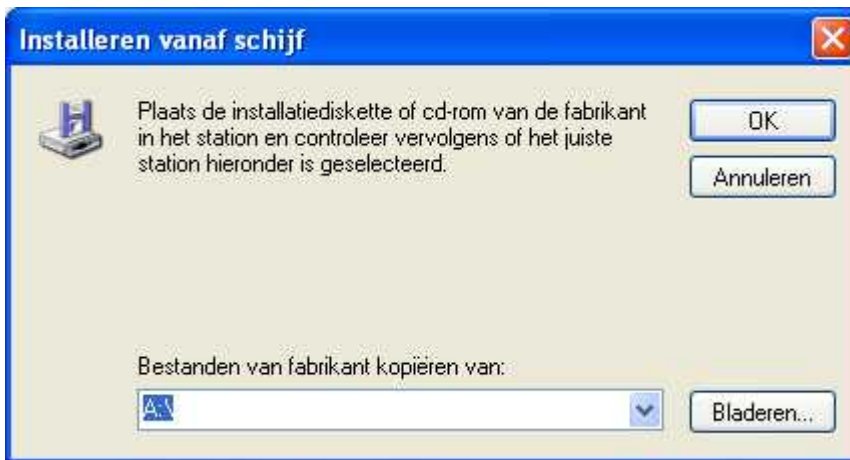 Installeren vanaf schijf
Plaats de installatiediskette of cd-rom van de fabrikant
in het station en controleer vervolgens of het juiste
station hieronder is geselecteerd.
OK
Annuleren
Bestanden van fabrikant kopiëren van:
A:\
Bladeren...